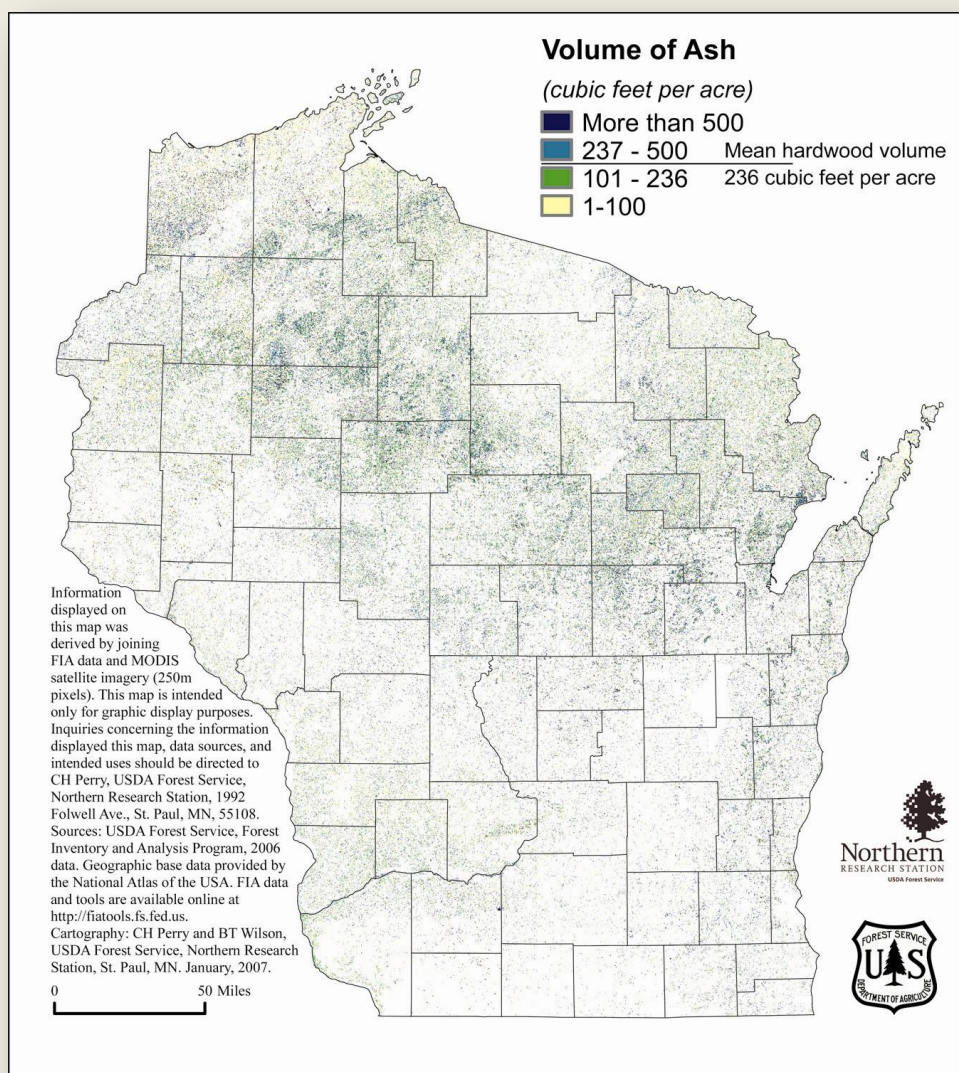 Volume of Ash
(cubic feet per acre)
More than 500
237 - 500 Mean hardwood volume
101 - 236 236 cubic feet per acre
1-100
Information
displayed on
this map was
derived by joining
FIA data and MODIS
satellite imagery (250m
pixels). This map is intended
only for graphic display purposes.
Inquiries concerning the information
displayed this map, data sources, and
intended uses should be directed to
CH Perry, USDA Forest Service,
Northern Research Station, 1992
Folwell Ave., St. Paul, MN, 55108.
Sources: USDA Forest Service, Forest
Inventory and Analysis Program, 2006
data. Geographic base data provided by
the National Atlas of the USA. FIA data
and tools are available online at
http://fiatools.fs.fed.us.
Cartography: CH Perry and BT Wilson,
USDA Forest Service, Northern Research
Station, St. Paul, MN. January, 2007.
0 50 Miles
Northern
RESEARCH STATION
USDA Forest Service
FOREST SERVICE
U S
DEPARTMENT OF AGRICULTURE